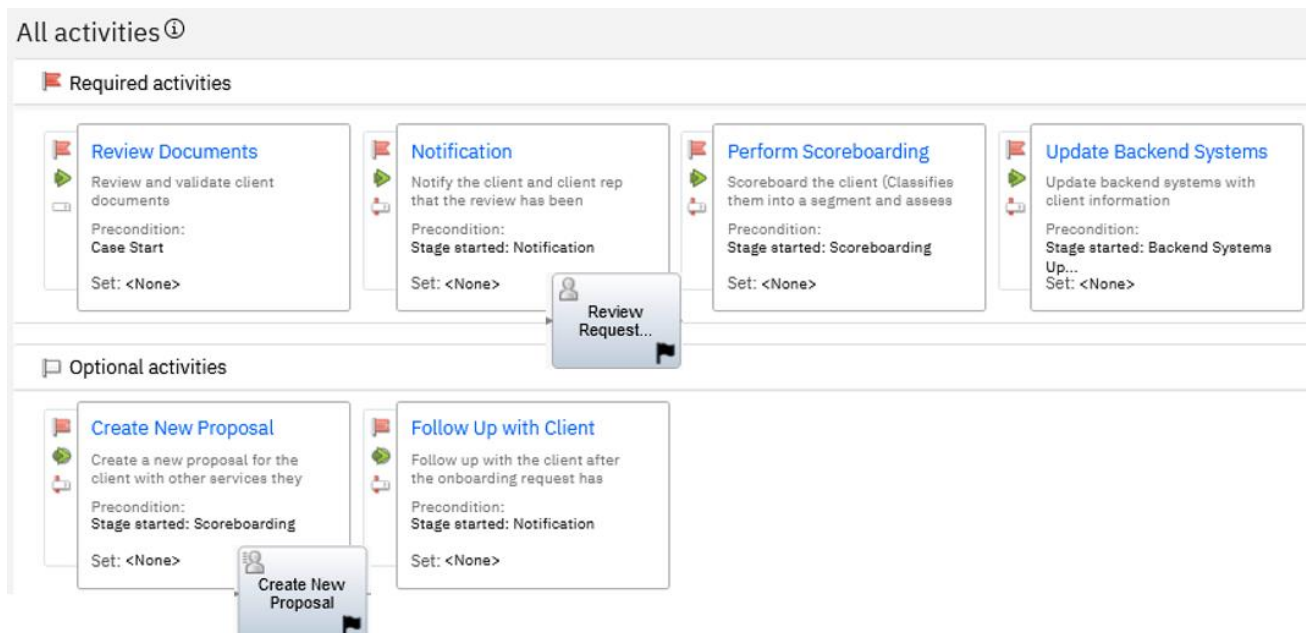 All activities
Required activities
Review Documents
Review and validate client
documents
Precondition:
Case Start
Set: <None>
Notification
Notify the client and client rep
that the review has been
Precondition:
Stage started: Notification
Set: <None>
Perform Scoreboarding
Scoreboard the client (Classifies
them into a segment and assess
Precondition:
Stage started: Scoreboarding
Set: <None>
Update Backend Systems
Update backend systems with
client information
Precondition:
Stage started: Backend Systems
Up...
Set: <None>
Review
Request...
Optional activities
Create New Proposal
Create a new proposal for the
client with other services they
Precondition:
Stage started: Scoreboarding
Set: <None>
Follow Up with Client
Follow up with the client after
the onboarding request has
Precondition:
Stage started: Notification
Set: <None>
Create New
Proposal